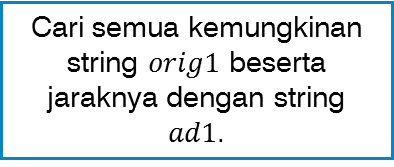 Cari semua kemungkinan
string orig1 beserta
jaraknya dengan string
ad1.